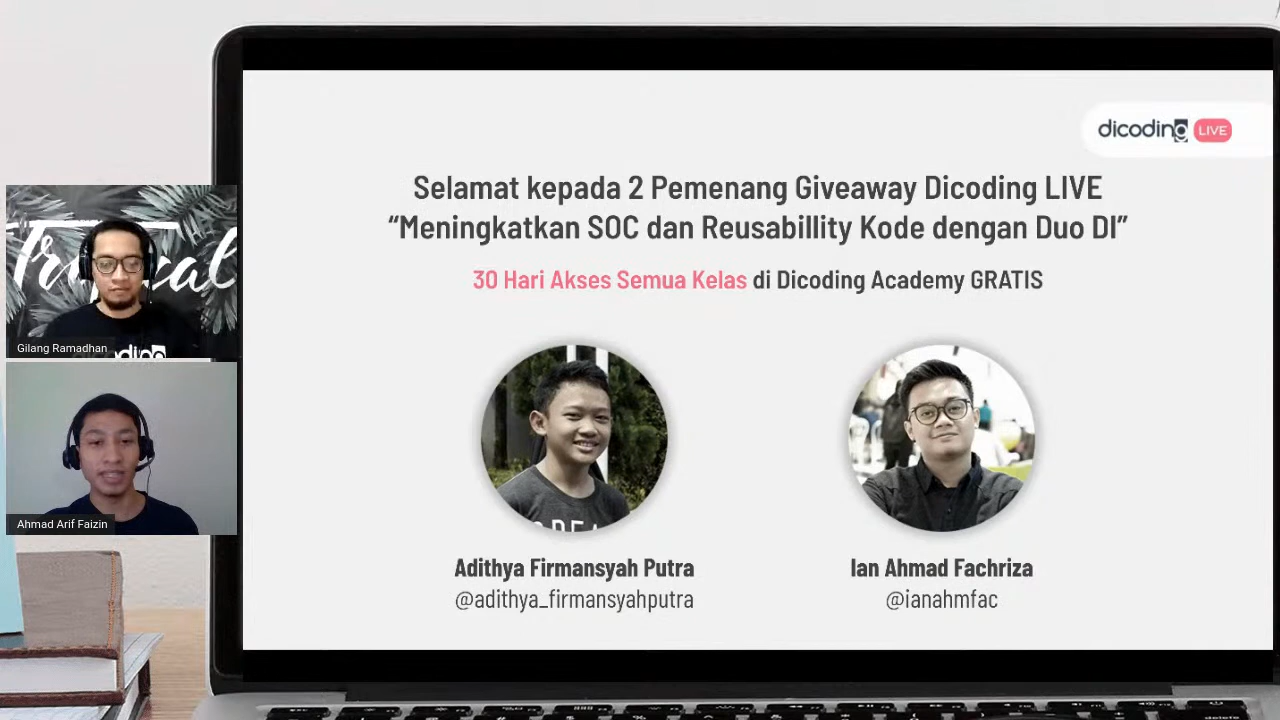 dicoding LIVE
Selamat kepada 2 Pemenang Giveaway Dicoding LIVE
“Meningkatkan SOC dan Reusabillity Kode dengan Duo DI”
30 Hari Akses Semua Kelas di Dicoding Academy GRATIS
Tropical
Gilang Ramadhan
Ahmad Arif Faizin
Adithya Firmansyah Putra
@adithya_firmansyahputra
Ian Ahmad Fachriza
@ianahmfac
delete